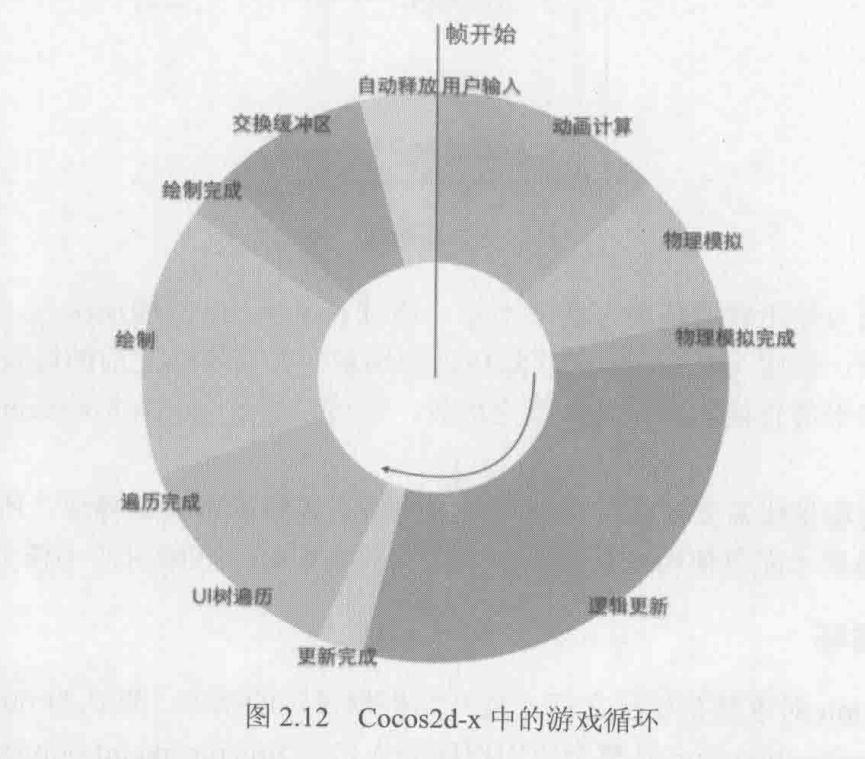 帧开始
自动释放 用户输入
交换缓冲区
动画计算
绘制完成
物理模拟
绘制
物理模拟完成
遍历完成
UI树遍历
逻辑更新
更新完成
图 2.12 Cocos2d-x 中的游戏循环